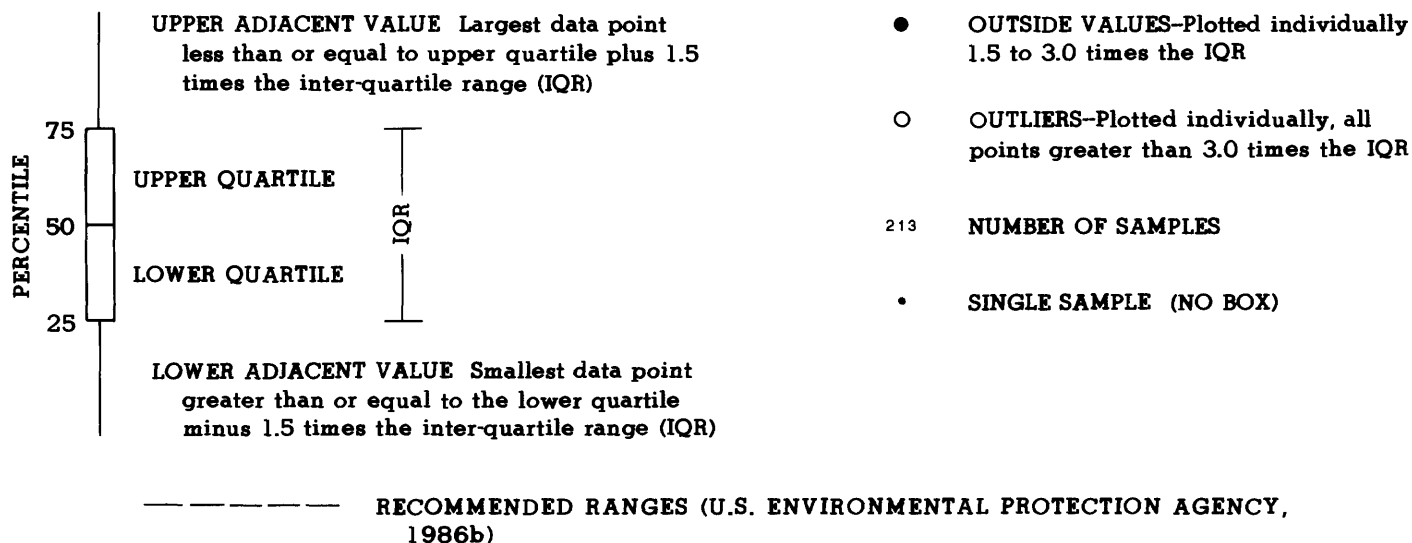 UPPER ADJACENT VALUE Largest data point
less than or equal to upper quartile plus 1.5
times the inter-quartile range (IQR)
75
UPPER QUARTILE
50
LOWER QUARTILE
25
PERCENTILE
IQR
LOWER ADJACENT VALUE Smallest data point
greater than or equal to the lower quartile
minus 1.5 times the inter-quartile range (IQR)
OUTSIDE VALUES–Plotted individually
1.5 to 3.0 times the IQR
OUTLIERS–Plotted individually, all
points greater than 3.0 times the IQR
213 NUMBER OF SAMPLES
SINGLE SAMPLE (NO BOX)
RECOMMENDED RANGES (U.S. ENVIRONMENTAL PROTECTION AGENCY,
1986b)